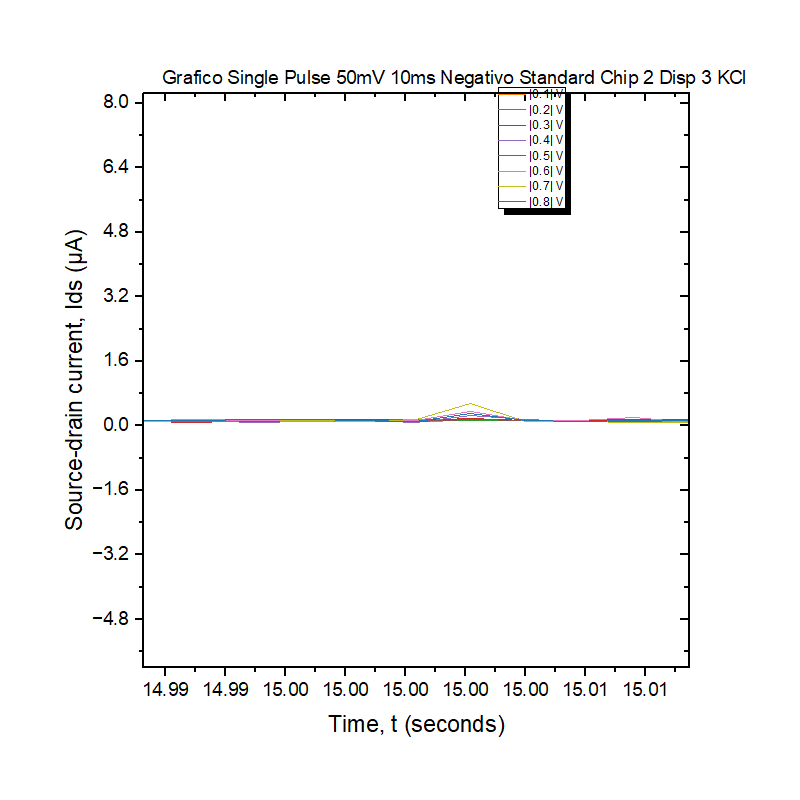 Grafico Single Pulse 50mV 10ms Negativo Standard Chip 2 Disp 3 KCl
|0.1| V
|0.2| V
|0.3| V
|0.4| V
|0.5| V
|0.6| V
|0.7| V
|0.8| V
8.0
6.4
4.8
3.2
1.6
0.0
−1.6
−3.2
−4.8
Source-drain current, Ids (µA)
14.99 14.99 15.00 15.00 15.00 15.00 15.00 15.01 15.01
Time, t (seconds)